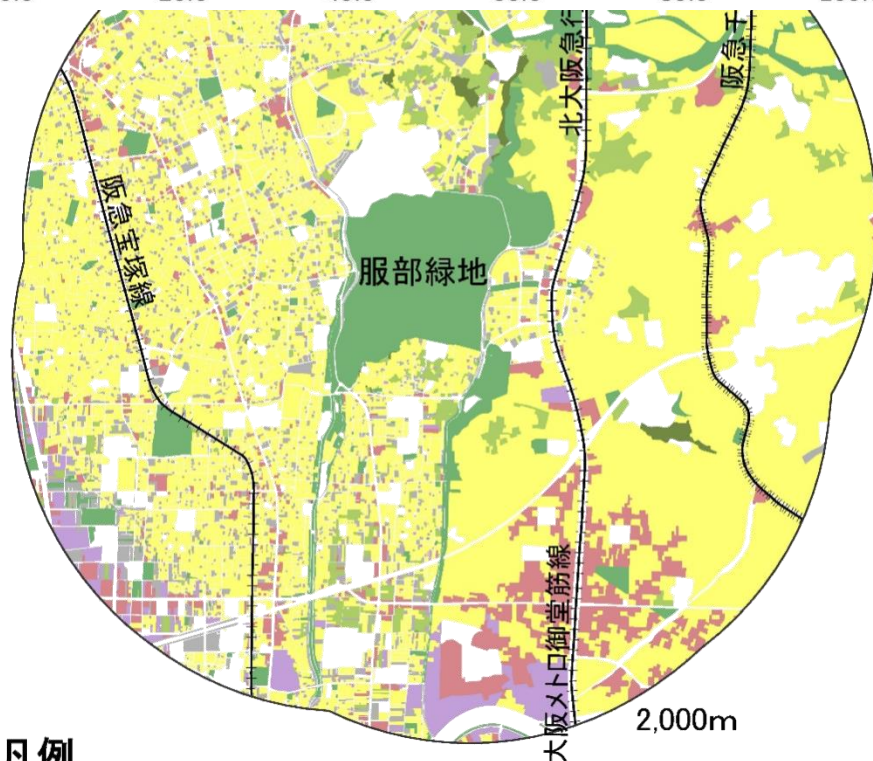 北大阪急行
阪急千
阪急宝塚線
服部緑地
大阪メトロ御堂筋線
2,000m
凡例